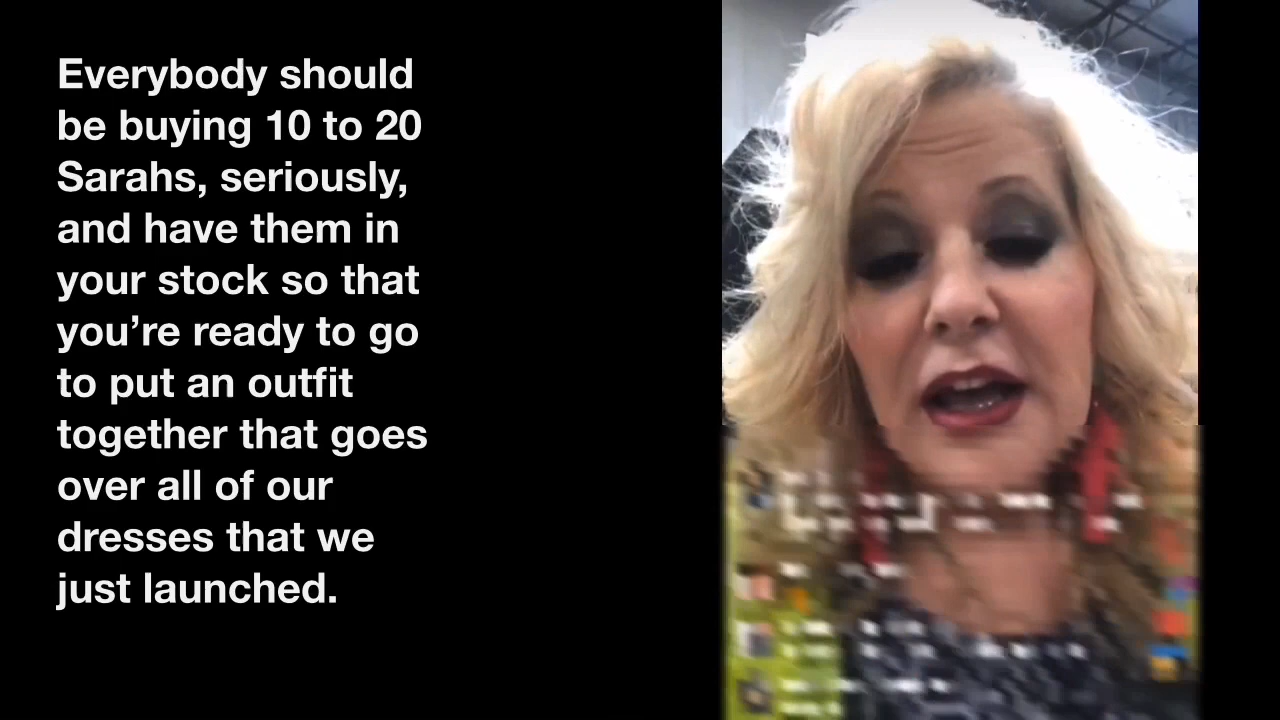 Everybody should
be buying 10 to 20
Sarahs, seriously,
and have them in
your stock so that
you’re ready to go
to put an outfit
together that goes
over all of our
dresses that we
just launched.